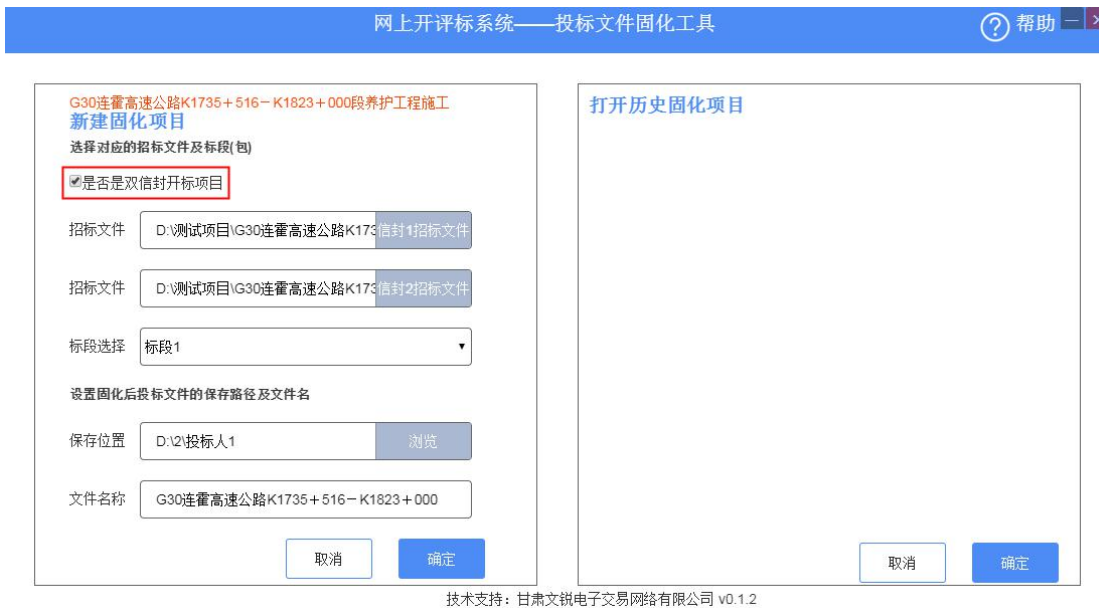 网上开评标系统——投标文件固化工具
帮助
G30连霍高速公路K1735+516－K1823+000段养护工程施工
新建固化项目
选择对应的招标文件及标段(包)
是否是双信封开标项目
招标文件 D:\测试项目\G30连霍高速公路K173 信封1招标文件
招标文件 D:\测试项目\G30连霍高速公路K173 信封2招标文件
标段选择 标段1
设置固化后投标文件的保存路径及文件名
保存位置 D:\2\投标人1 浏览
文件名称 G30连霍高速公路K1735+516－K1823+000
取消 确定
打开历史固化项目
取消 确定
技术支持：甘肃文锐电子交易网络有限公司 v0.1.2